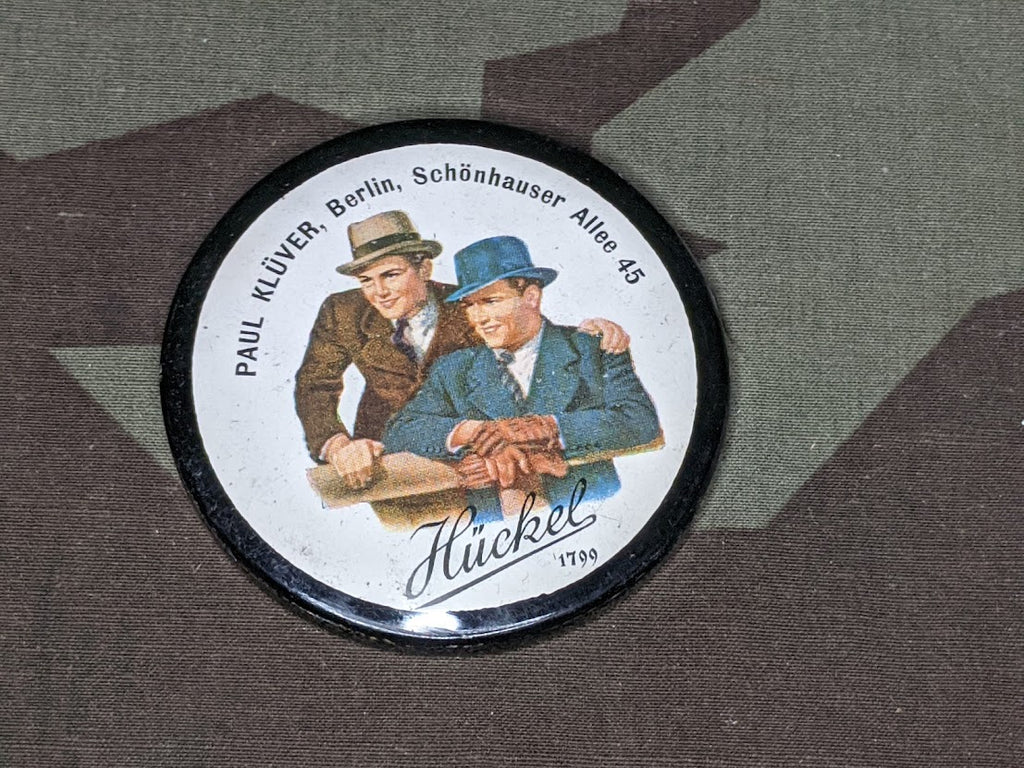 PAUL KLÜVER, Berlin, Schönhauser Allee 45
Hückel
1799